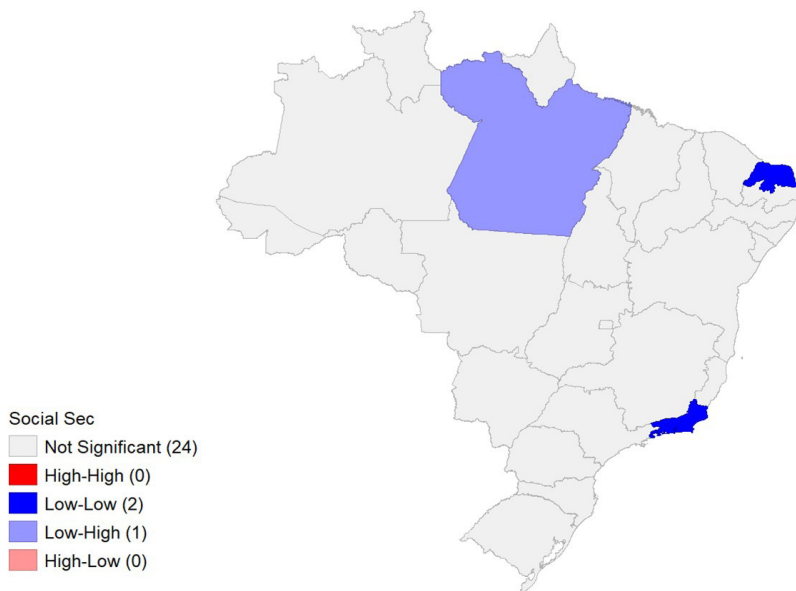 Social Sec
Not Significant (24)
High-High (0)
Low-Low (2)
Low-High (1)
High-Low (0)